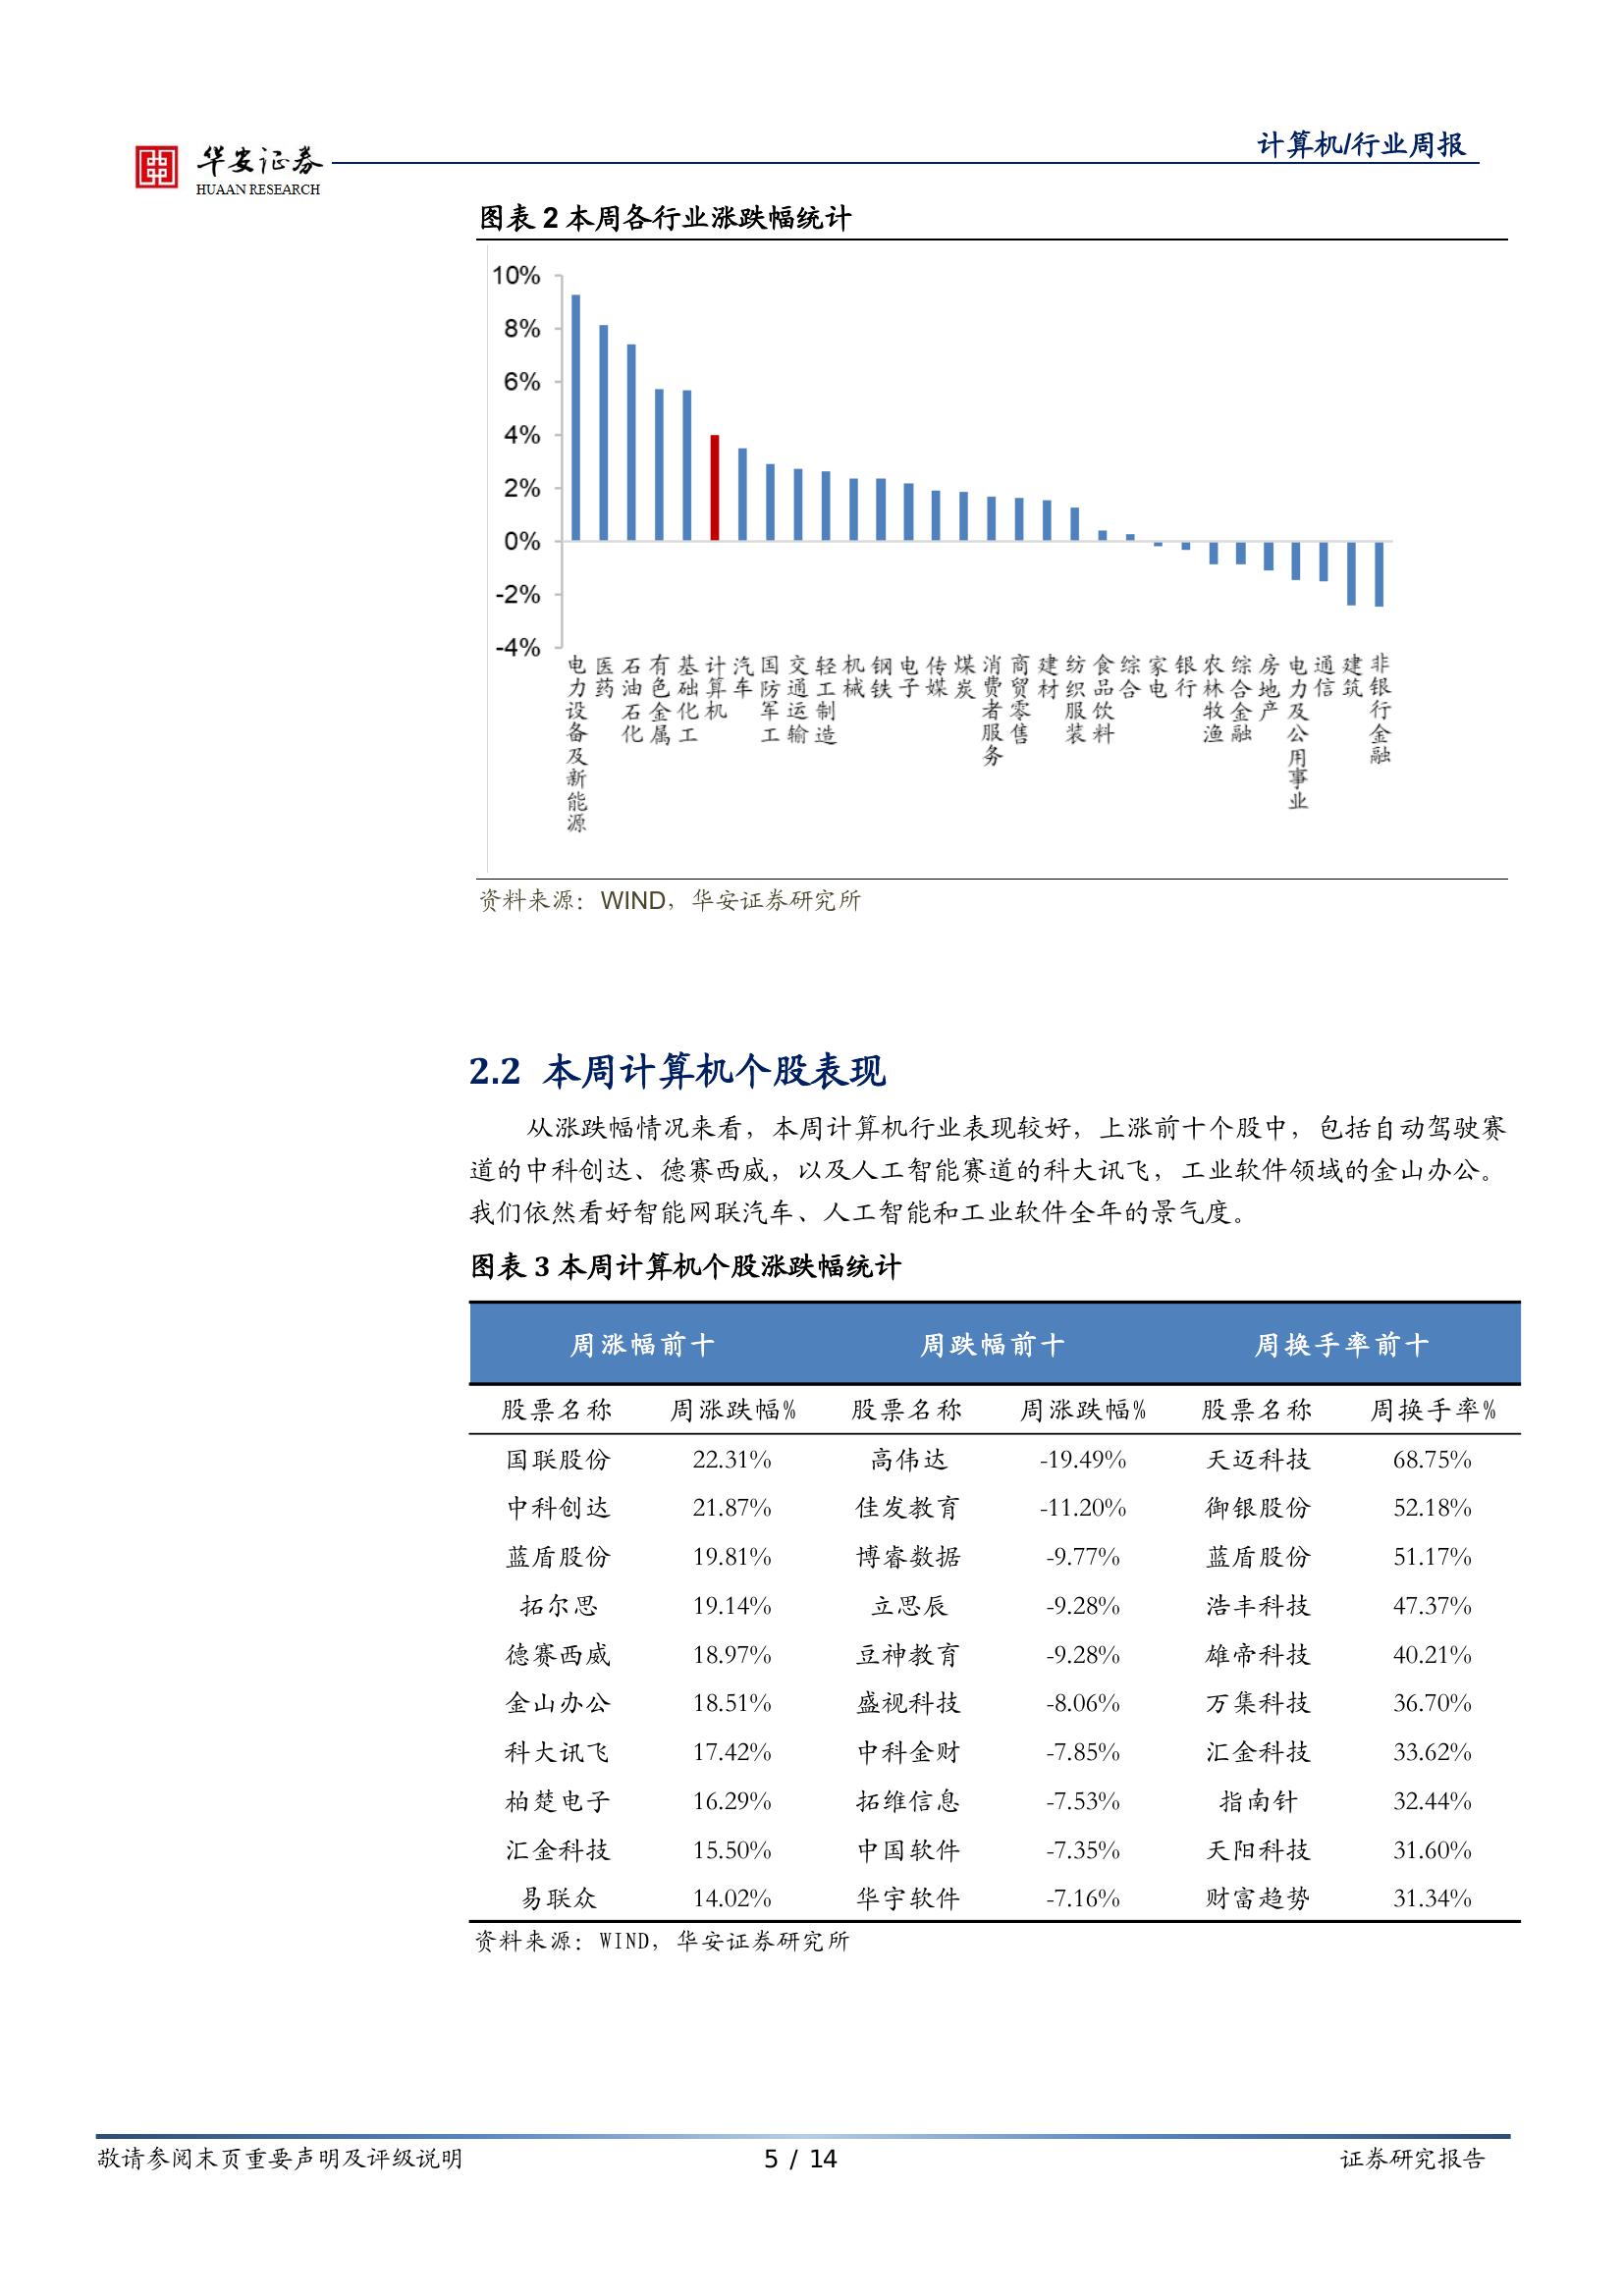 华安证券
HUAAN RESEARCH
计算机/行业周报
图表 2 本周各行业涨跌幅统计
10%
8%
6%
4%
2%
0%
-2%
-4%
电力设备及新能源
医药
石油石化
有色金属
基础化工
计算机
汽车
国防军工
交通运输
轻工制造
机械
钢铁
电子
传媒
煤炭
消费者服务
商贸零售
建材
纺织服装
食品饮料
综合
家电
银行
农林牧渔
综合金融
房地产
电力及公用事业
通信
建筑
非银行金融
资料来源：WIND，华安证券研究所
2.2 本周计算机个股表现
从涨跌幅情况来看，本周计算机行业表现较好，上涨前十个股中，包括自动驾驶赛
道的中科创达、德赛西威，以及人工智能赛道的科大讯飞，工业软件领域的金山办公。
我们依然看好智能网联汽车、人工智能和工业软件全年的景气度。
图表 3 本周计算机个股涨跌幅统计
周涨幅前十 周跌幅前十 周换手率前十
股票名称 周涨跌幅% 股票名称 周涨跌幅% 股票名称 周换手率%
国联股份 22.31% 高伟达 -19.49% 天迈科技 68.75%
中科创达 21.87% 佳发教育 -11.20% 御银股份 52.18%
蓝盾股份 19.81% 博睿数据 -9.77% 蓝盾股份 51.17%
拓尔思 19.14% 立思辰 -9.28% 浩丰科技 47.37%
德赛西威 18.97% 豆神教育 -9.28% 雄帝科技 40.21%
金山办公 18.51% 盛视科技 -8.06% 万集科技 36.70%
科大讯飞 17.42% 中科金财 -7.85% 汇金科技 33.62%
柏楚电子 16.29% 拓维信息 -7.53% 指南针 32.44%
汇金科技 15.50% 中国软件 -7.35% 天阳科技 31.60%
易联众 14.02% 华宇软件 -7.16% 财富趋势 31.34%
资料来源：WIND，华安证券研究所
敬请参阅末页重要声明及评级说明 5 / 14 证券研究报告